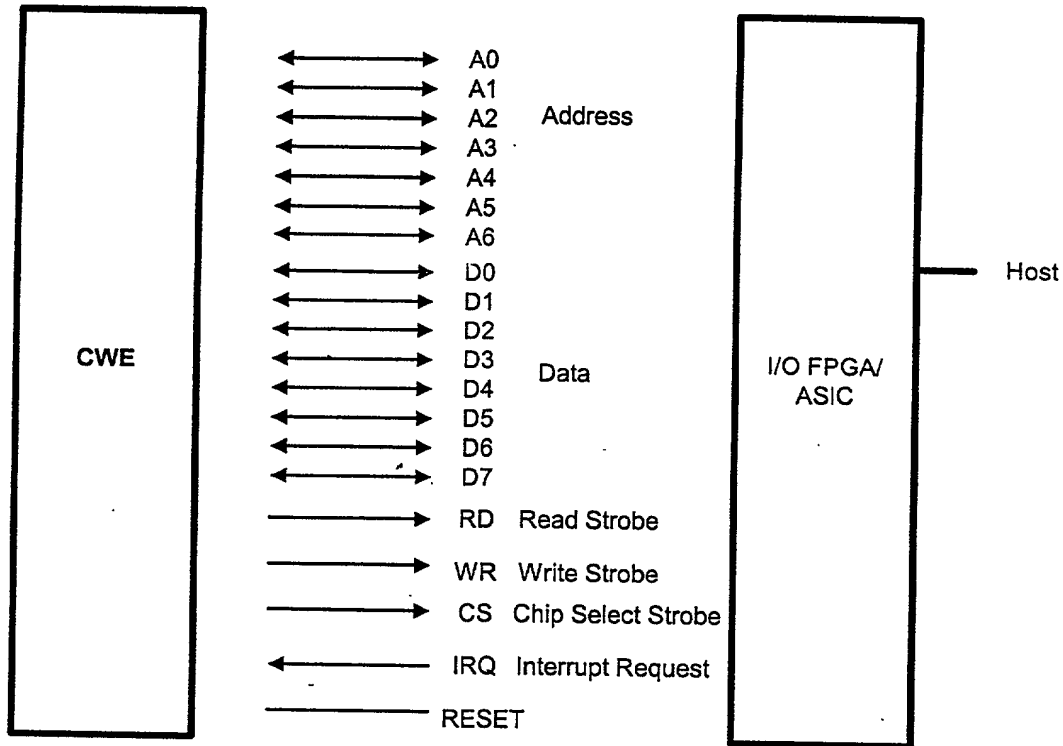 A0
A1
A2 Address
A3
A4
A5
A6
D0
Host
D1
D2
CWE
D3 Data
I/O FPGA/
ASIC
D4
D5
D6
D7
RD Read Strobe
WR Write Strobe
CS Chip Select Strobe
IRQ Interrupt Request
RESET